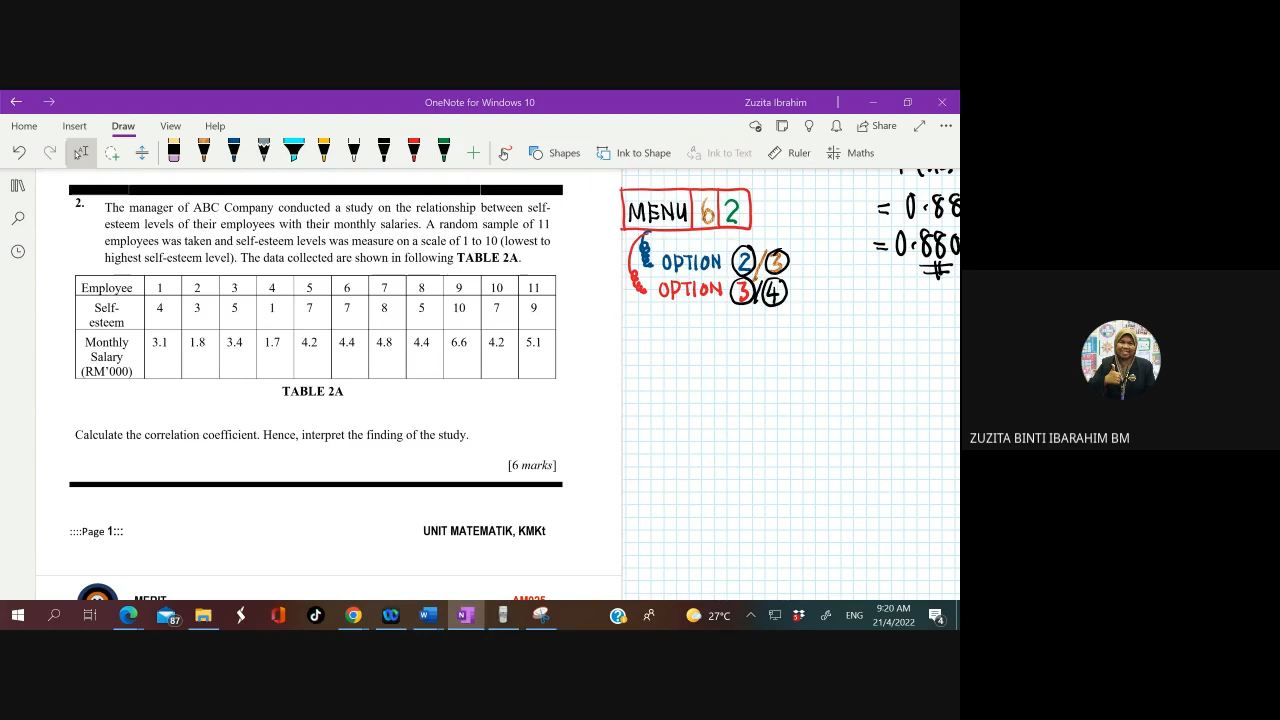 OneNote for Windows 10
Zuzita Ibrahim
Home Insert Draw View Help
Share
Shapes Ink to Shape Ink to Text Ruler Maths
2. The manager of ABC Company conducted a study on the relationship between self-
esteem levels of their employees with their monthly salaries. A random sample of 11
employees was taken and self-esteem levels was measure on a scale of 1 to 10 (lowest to
highest self-esteem level). The data collected are shown in following TABLE 2A.
Employee 1 2 3 4 5 6 7 8 9 10 11
Self-
esteem 4 3 5 1 7 7 8 5 10 7 9
Monthly
Salary
(RM'000) 3.1 1.8 3.4 1.7 4.2 4.4 4.8 4.4 6.6 4.2 5.1
TABLE 2A
Calculate the correlation coefficient. Hence, interpret the finding of the study.
[6 marks]
::::Page 1:::
UNIT MATEMATIK, KMKt
MENU 6 2
OPTION 2/3
OPTION 3/4
= 0.88
= 0.880
ZUZITA BINTI IBARAHIM BM
87
27°C
5
ENG
9:20 AM
21/4/2022
4